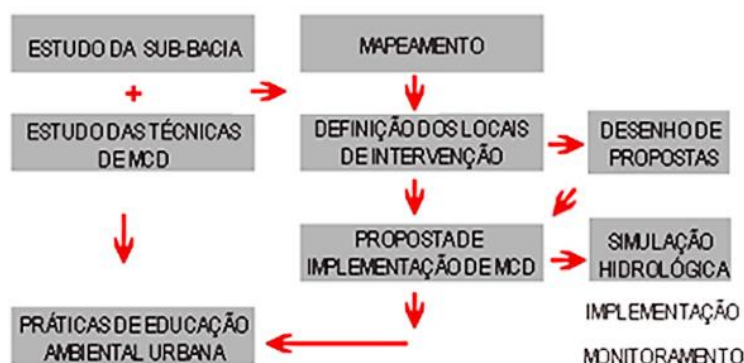 ESTUDO DA SUB-BACIA
+
ESTUDO DAS TÉCNICAS
DE MCD
MAPEAMENTO
DEFINIÇÃO DOS LOCAIS
DE INTERVENÇÃO
DESENHO DE
PROPOSTAS
PROPOSTA DE
IMPLEMENTAÇÃO DE MCD
SIMULAÇÃO
HIDROLÓGICA
IMPLEMENTAÇÃO
MONITORAMENTO
PRÁTICAS DE EDUCAÇÃO
AMBIENTAL URBANA